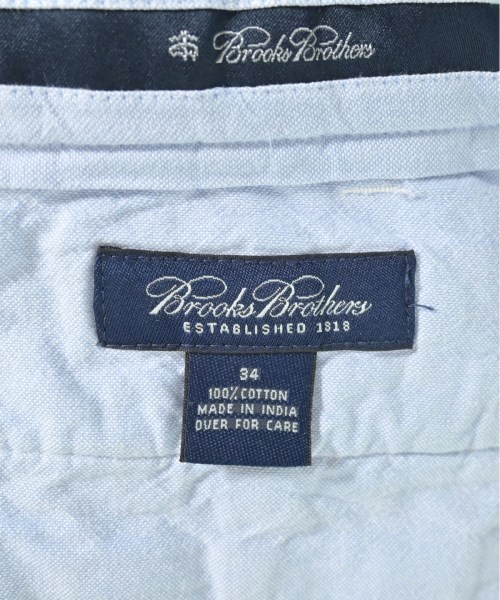 Brooks Brothers
Brooks Brothers
ESTABLISHED 1818
34
100% COTTON
MADE IN INDIA
OVER FOR CARE